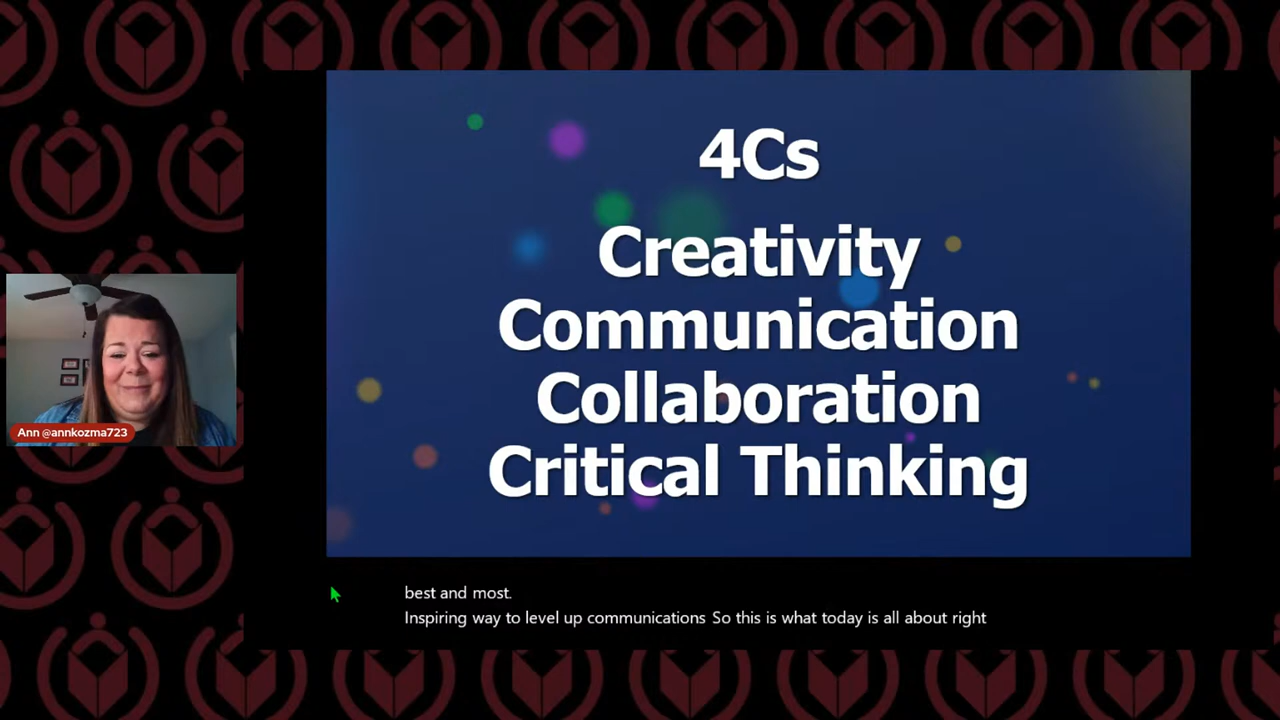 4Cs
Creativity
Communication
Collaboration
Critical Thinking
Ann @annkozma723
best and most.
Inspiring way to level up communications So this is what today is all about right